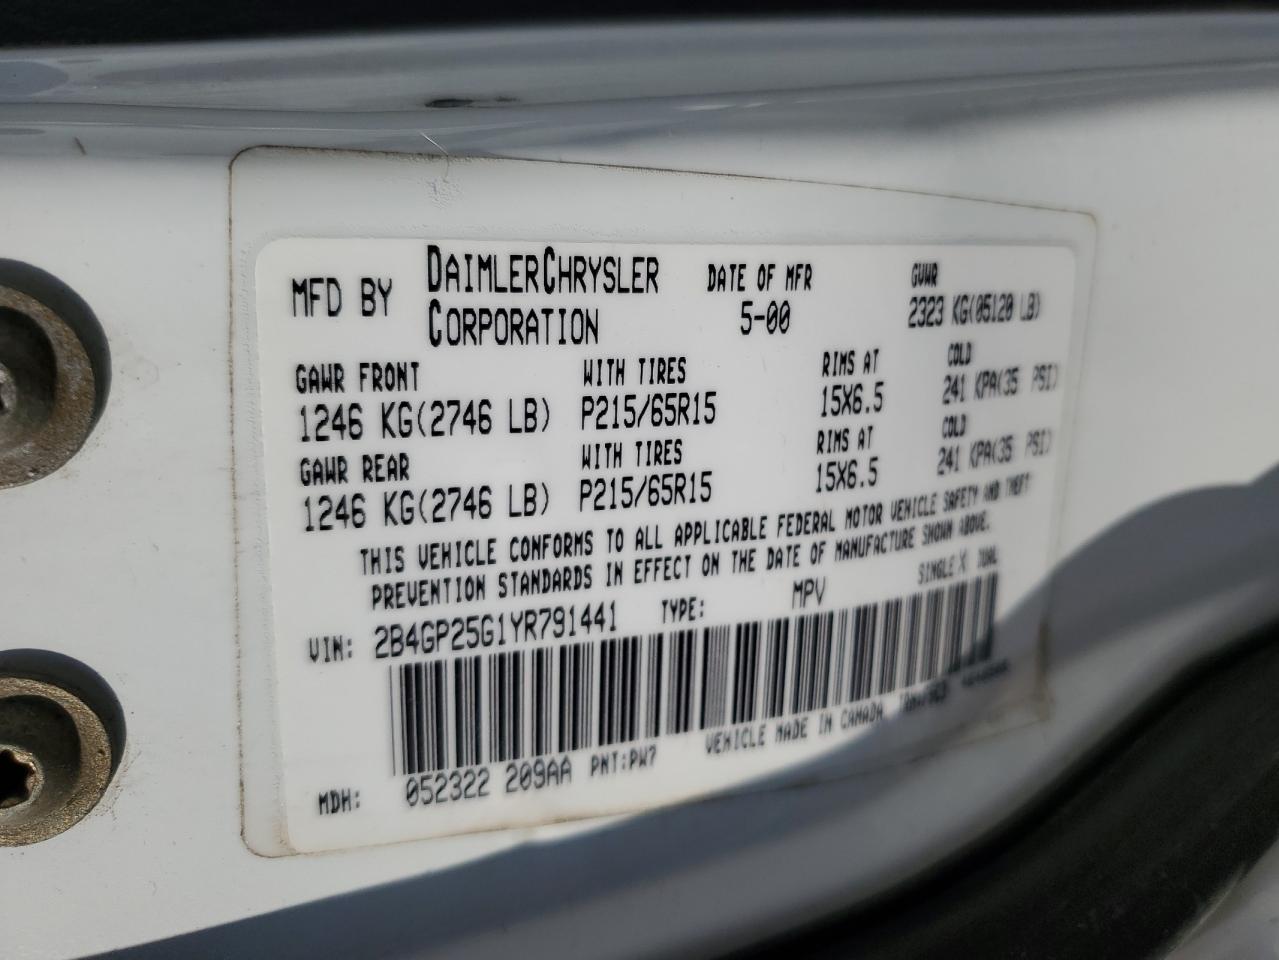 MFD BY DAIMLERCHRYSLER CORPORATION DATE OF MFR 5-00 GVWR 2323 KG(05120 LB)
GAWR FRONT WITH TIRES RIMS AT COLD
1246 KG(2746 LB) P215/65R15 15X6.5 241 KPA(35 PSI)
GAWR REAR WITH TIRES RIMS AT COLD
1246 KG(2746 LB) P215/65R15 15X6.5 241 KPA(35 PSI)
THIS VEHICLE CONFORMS TO ALL APPLICABLE FEDERAL MOTOR VEHICLE SAFETY AND THEFT
PREVENTION STANDARDS IN EFFECT ON THE DATE OF MANUFACTURE SHOWN ABOVE.
VIN: 2B4GP25G1YR791441 TYPE: MPV SINGLE X DUAL
VEHICLE MADE IN CANADA
MDH: 052322 209AA PNT:PW7